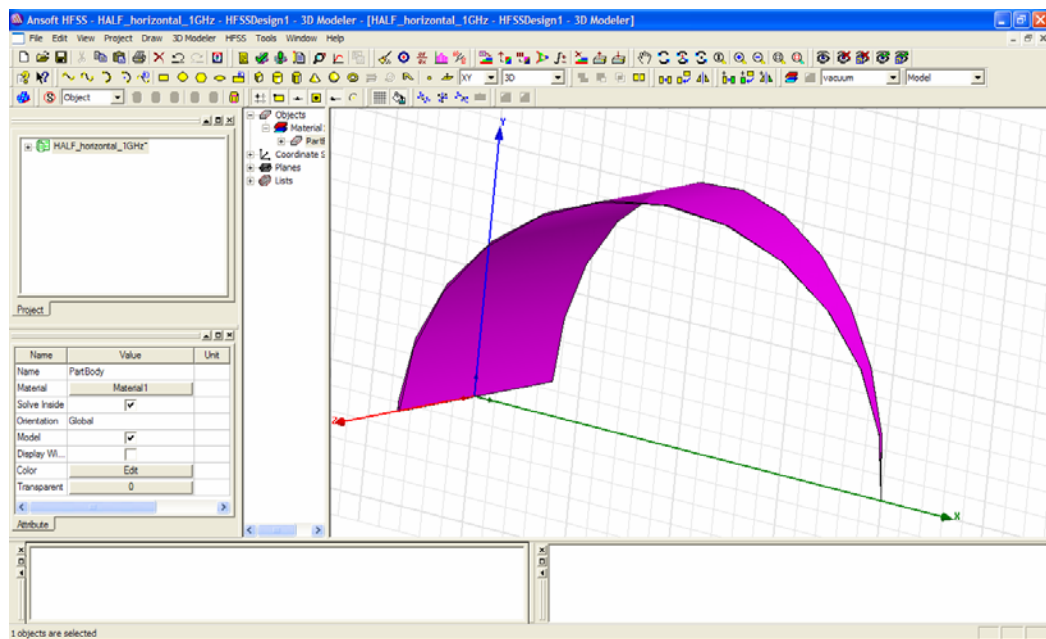 Ansoft HFSS - HALF_horizontal_1GHz - HFSSDesign1 - 3D Modeler - [HALF_horizontal_1GHz - HFSSDesign1 - 3D Modeler]
File Edit View Project Draw 3D Modeler HFSS Tools Window Help
XY 3D vacuum Model
Object
HALF_horizontal_1GHz*
Project
Objects
Material
Coordinate S
Planes
Lists
Name Value Unit
Name PartBody
Material Material1
Solve Inside
Orientation Global
Model
Display Wi...
Color Edit
Transparent 0
Attribute
Y
Z
X
1 objects are selected